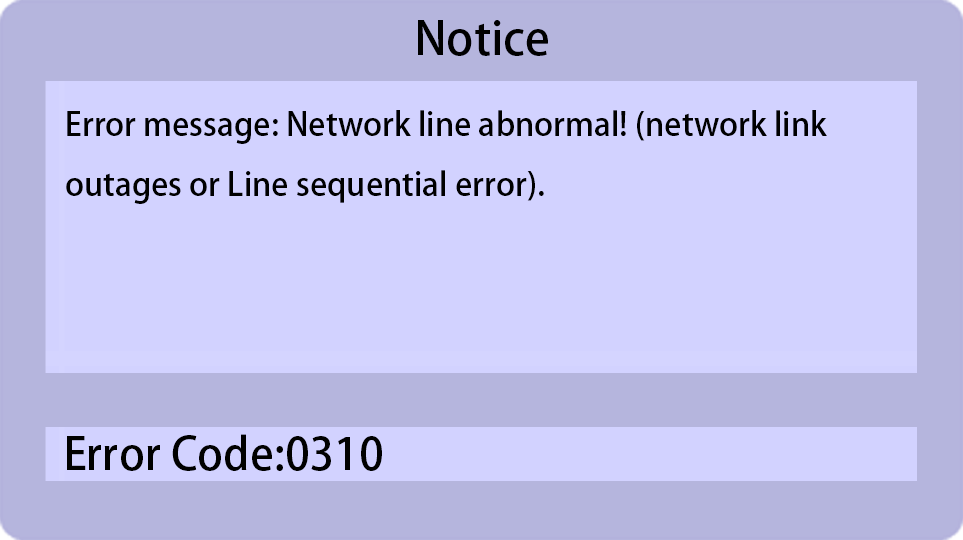 Notice
Error message: Network line abnormal! (network link
outages or Line sequential error).
Error Code:0310